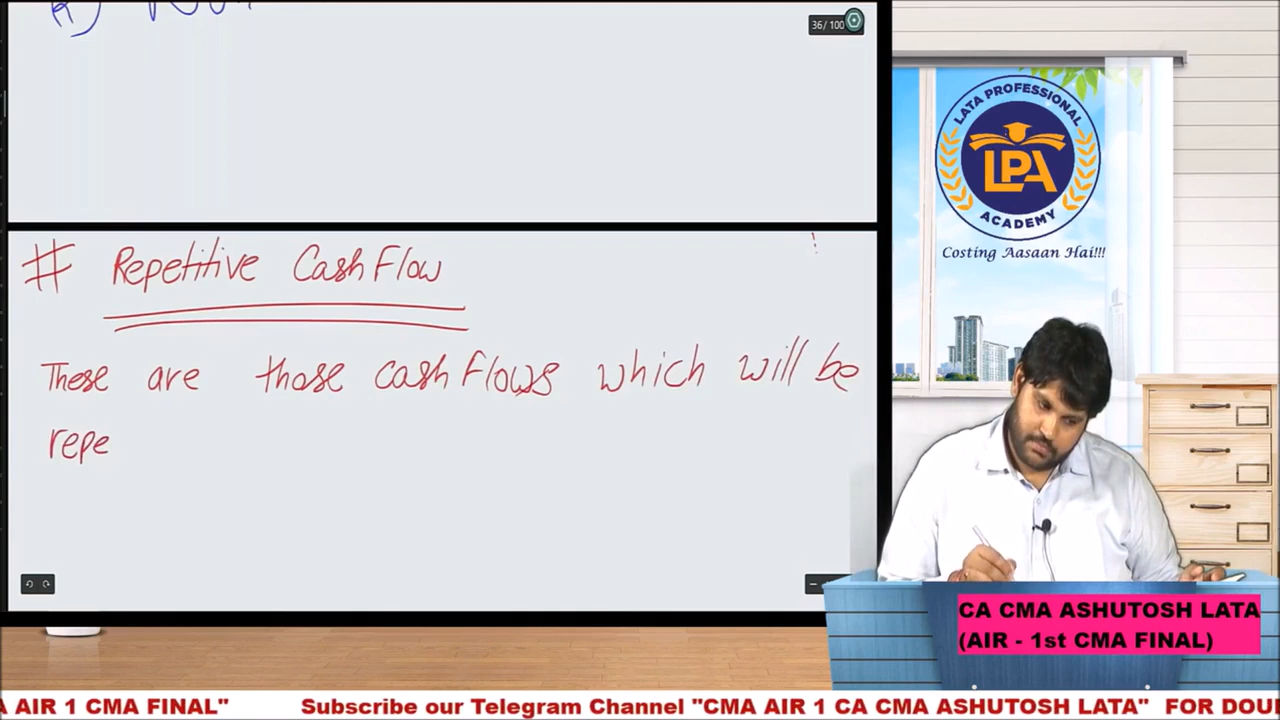 36/100
# Repetitive Cash Flow
These are those cash flows which will be
repe
LATA PROFESSIONAL
LPA
ACADEMY
Costing Aasaan Hai!!!
CA CMA ASHUTOSH LATA
(AIR - 1st CMA FINAL)
A AIR 1 CMA FINAL" Subscribe our Telegram Channel "CMA AIR 1 CA CMA ASHUTOSH LATA" FOR DOU